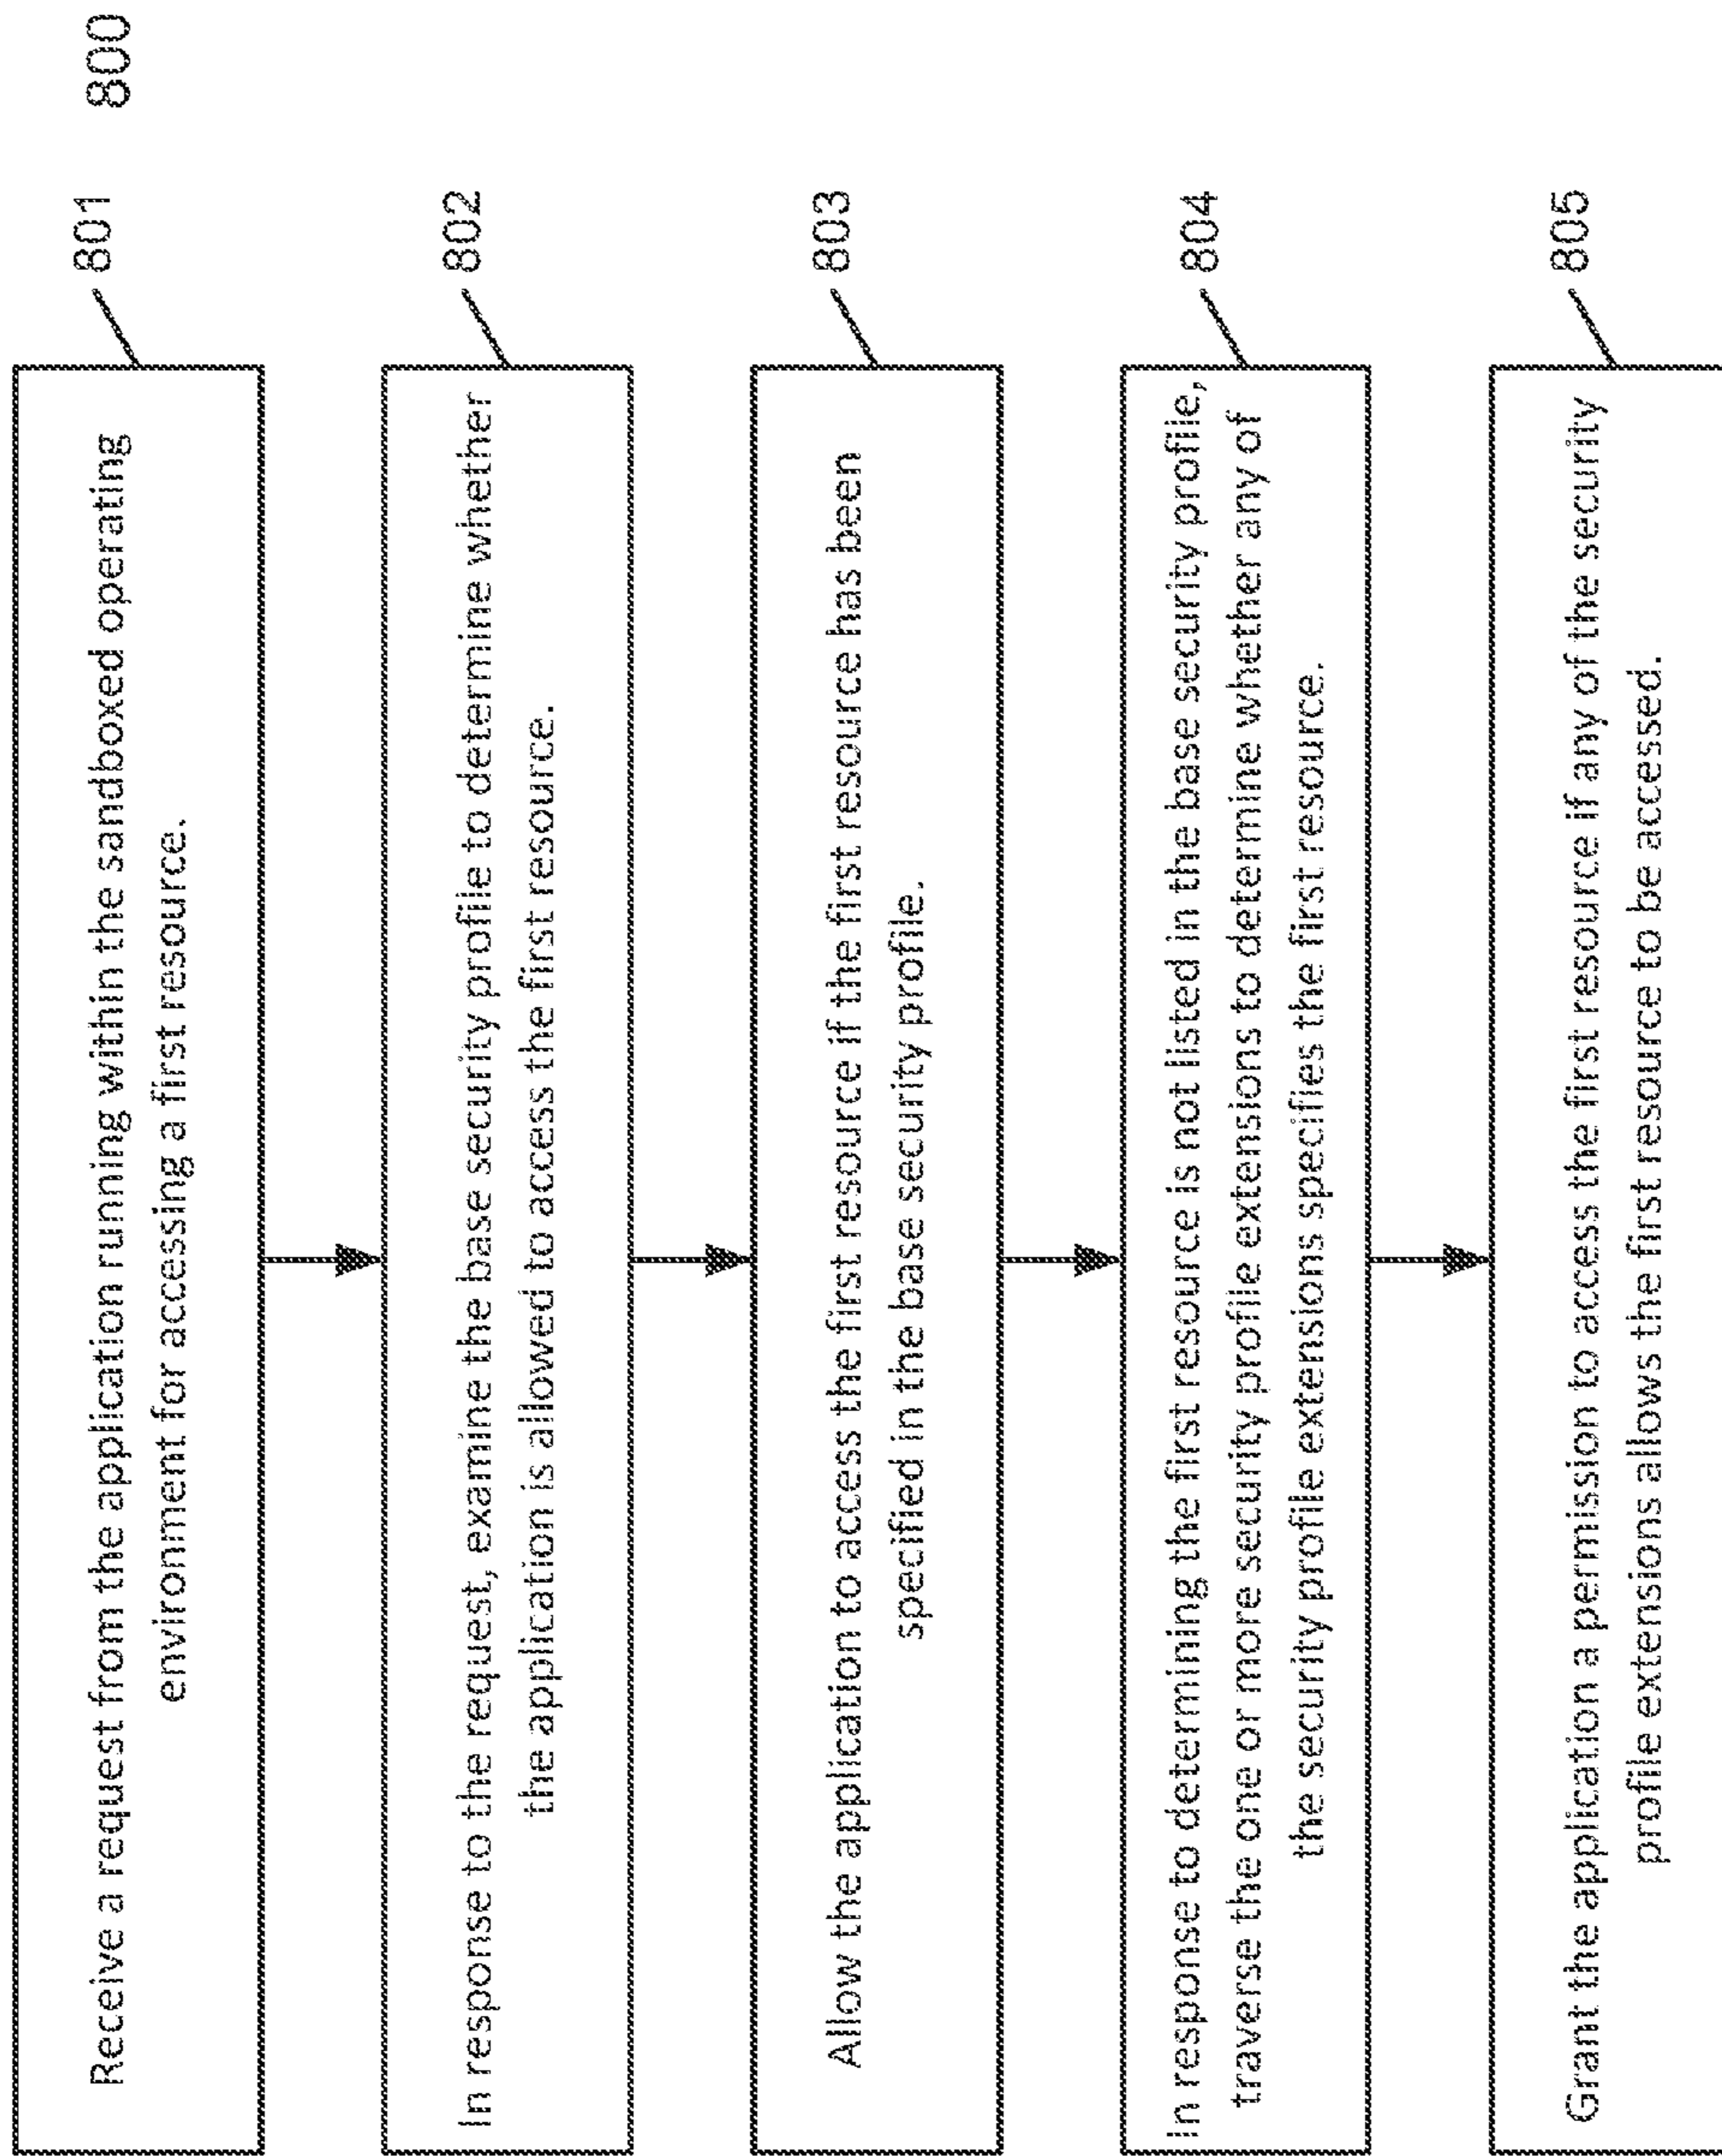 800
801
Receive a request from the application running within the sandboxed operating
environment for accessing a first resource.
802
In response to the request, examine the base security profile to determine whether
the application is allowed to access the first resource.
803
Allow the application to access the first resource if the first resource has been
specified in the base security profile.
804
In response to determining the first resource is not listed in the base security profile,
traverse the one or more security profile extensions to determine whether any of
the security profile extensions specifies the first resource.
805
Grant the application a permission to access the first resource if any of the security
profile extensions allows the first resource to be accessed.